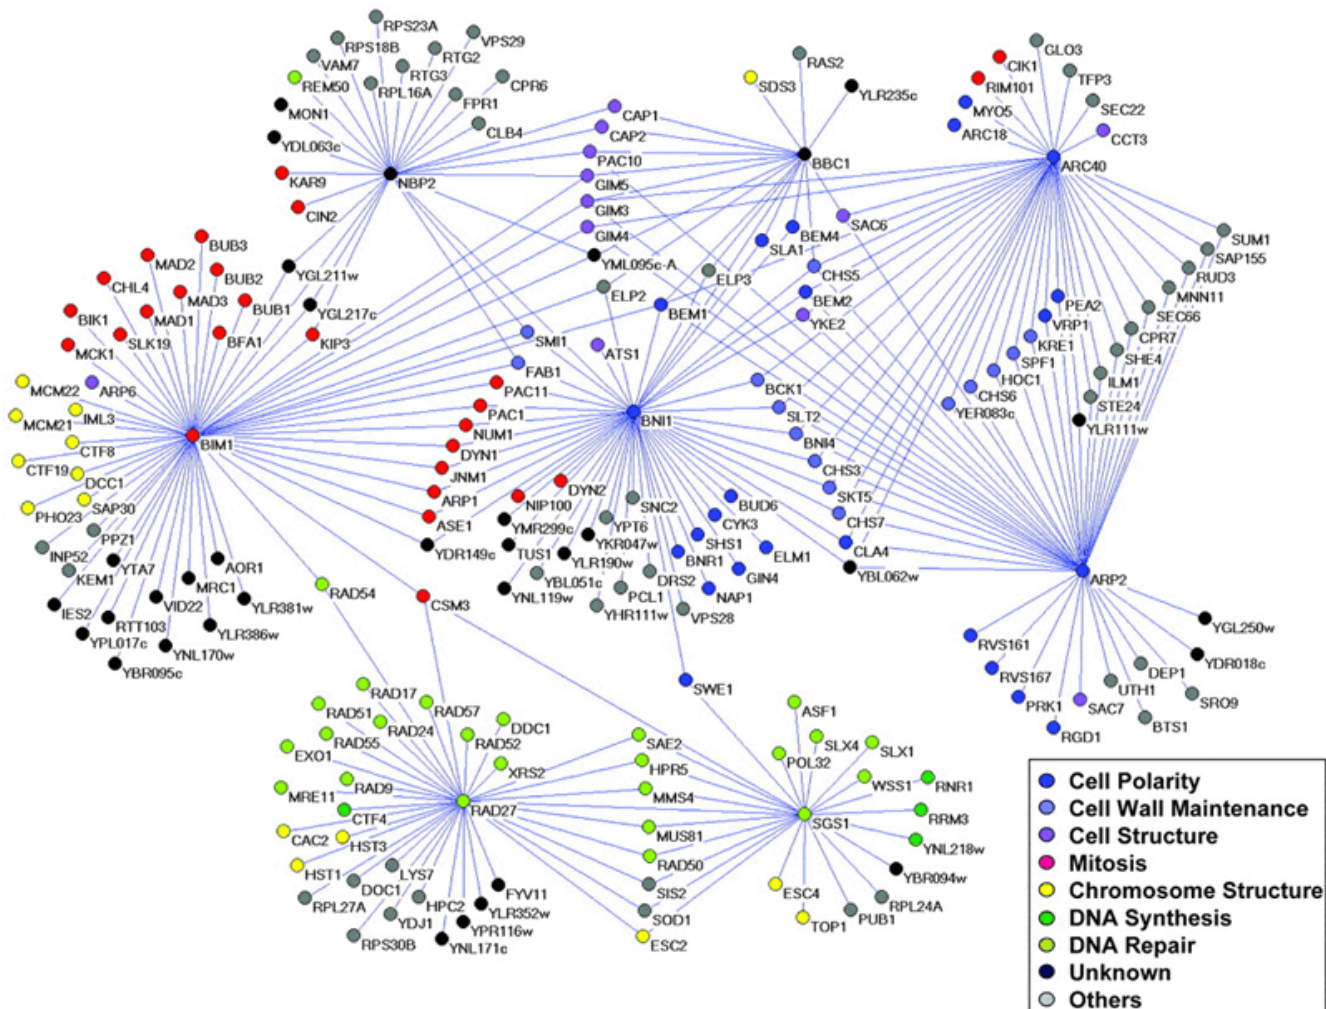 RPS23A
RPS18B
VPS29
VAM7
RTG2
RTG3
REM50
RPL16A
CPR6
MON1
FPR1
YDL063c
CLB4
KAR9
NBP2
CIN2
CAP1
CAP2
PAC10
GIM5
GIM3
GIM4
YML095c-A
RAS2
SDS3
YLR235c
BBC1
GLO3
CIK1
TFP3
RIM101
SEC22
MYO5
ARC18
CCT3
ARC40
SAC6
BEM4
SLA1
CHS5
BEM2
YKE2
ELP3
ELP2
BEM1
SUM1
SAP155
RUD3
MNN11
SEC66
CPR7
SHE4
ILM1
STE24
YLR111w
PEA2
VRP1
KRE1
SPF1
HOC1
CHS6
YER083c
BUB3
MAD2
BUB2
CHL4
MAD3
BUB1
BIK1
MAD1
SLK19
BFA1
MCK1
YGL211w
YGL217c
KIP3
SMI1
FAB1
ATS1
MCM22
ARP6
MCM21
IML3
CTF8
CTF19
DCC1
PHO23
SAP30
BIM1
PAC11
PAC1
NUM1
DYN1
JNM1
ARP1
ASE1
YDR149c
BNI1
BCK1
SLT2
BNI4
CHS3
SKT5
CHS7
CLA4
YBL062w
PPZ1
INP52
YTA7
AOR1
KEM1
MRC1
IES2
VID22
YLR381w
RTT103
YPL017c
YLR386w
YNL170w
YBR095c
DYN2
NIP100
SNC2
BUD6
YMR299c
YPT6
CYK3
YKR047w
TUS1
SHS1
YLR190w
ELM1
BNR1
YBL051c
DRS2
GIN4
YNL119w
PCL1
NAP1
YHR111w
VPS28
RAD54
CSM3
SWE1
ARP2
YGL250w
RVS161
YDR018c
RVS167
DEP1
PRK1
UTH1
SRO9
SAC7
BTS1
RGD1
RAD17
RAD57
RAD51
RAD24
DDC1
RAD55
RAD52
EXO1
XRS2
RAD9
MRE11
CTF4
RAD27
CAC2
HST3
HST1
LYS7
DOC1
FYV11
RPL27A
HPC2
YLR352w
YDJ1
YPR116w
RPS30B
YNL171c
SAE2
HPR5
MMS4
MUS81
RAD50
SIS2
SOD1
ESC2
ASF1
SLX4
SLX1
POL32
WSS1
RNR1
RRM3
SGS1
YNL218w
YBR094w
ESC4
RPL24A
PUB1
TOP1
Cell Polarity
Cell Wall Maintenance
Cell Structure
Mitosis
Chromosome Structure
DNA Synthesis
DNA Repair
Unknown
Others